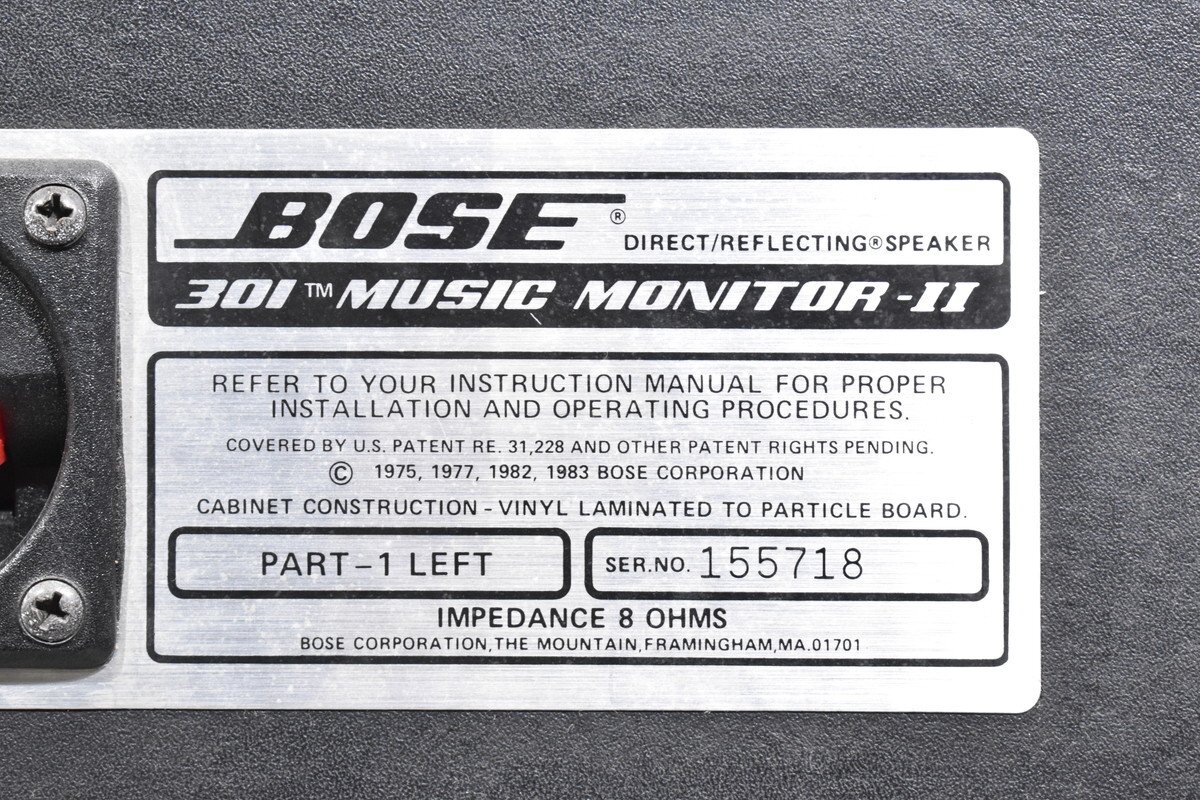 BOSE®
DIRECT/REFLECTING® SPEAKER
301™ MUSIC MONITOR-II
REFER TO YOUR INSTRUCTION MANUAL FOR PROPER
INSTALLATION AND OPERATING PROCEDURES.
COVERED BY U.S. PATENT RE. 31,228 AND OTHER PATENT RIGHTS PENDING.
© 1975, 1977, 1982, 1983 BOSE CORPORATION
CABINET CONSTRUCTION - VINYL LAMINATED TO PARTICLE BOARD.
PART-1 LEFT
SER.NO. 155718
IMPEDANCE 8 OHMS
BOSE CORPORATION, THE MOUNTAIN, FRAMINGHAM, MA. 01701